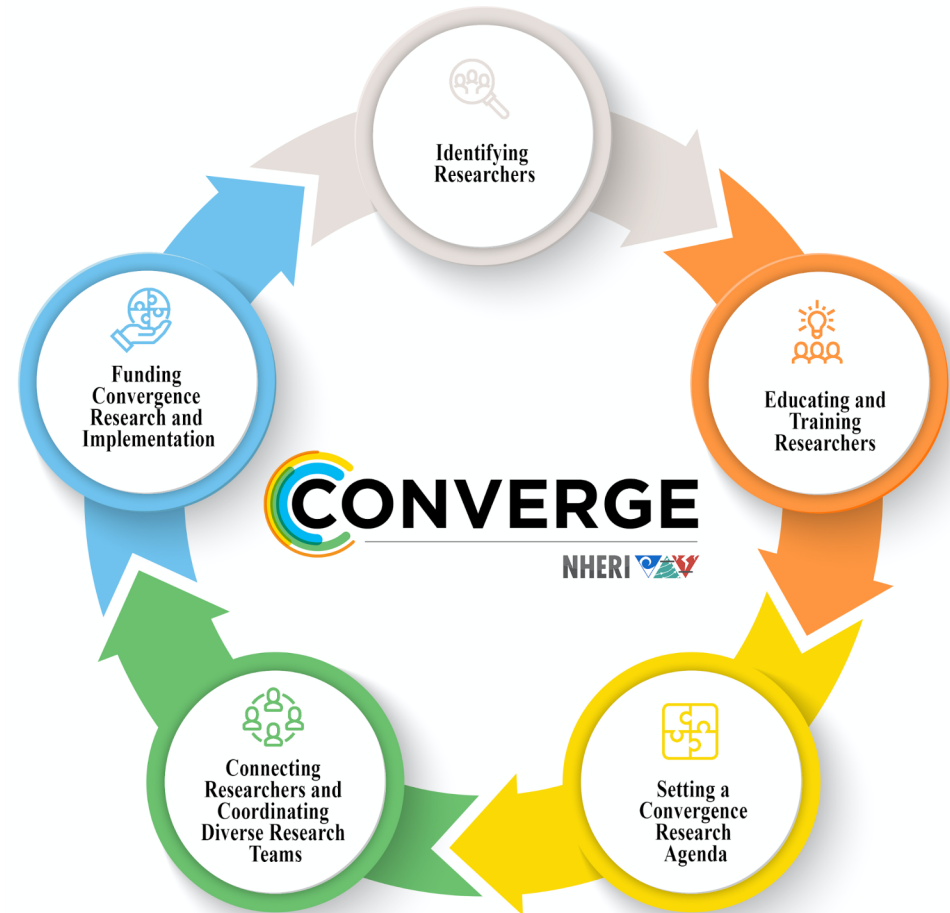 Identifying
Researchers
Educating and
Training
Researchers
Setting a
Convergence
Research
Agenda
Connecting
Researchers and
Coordinating
Diverse Research
Teams
Funding
Convergence
Research and
Implementation
CONVERGE
NHERI